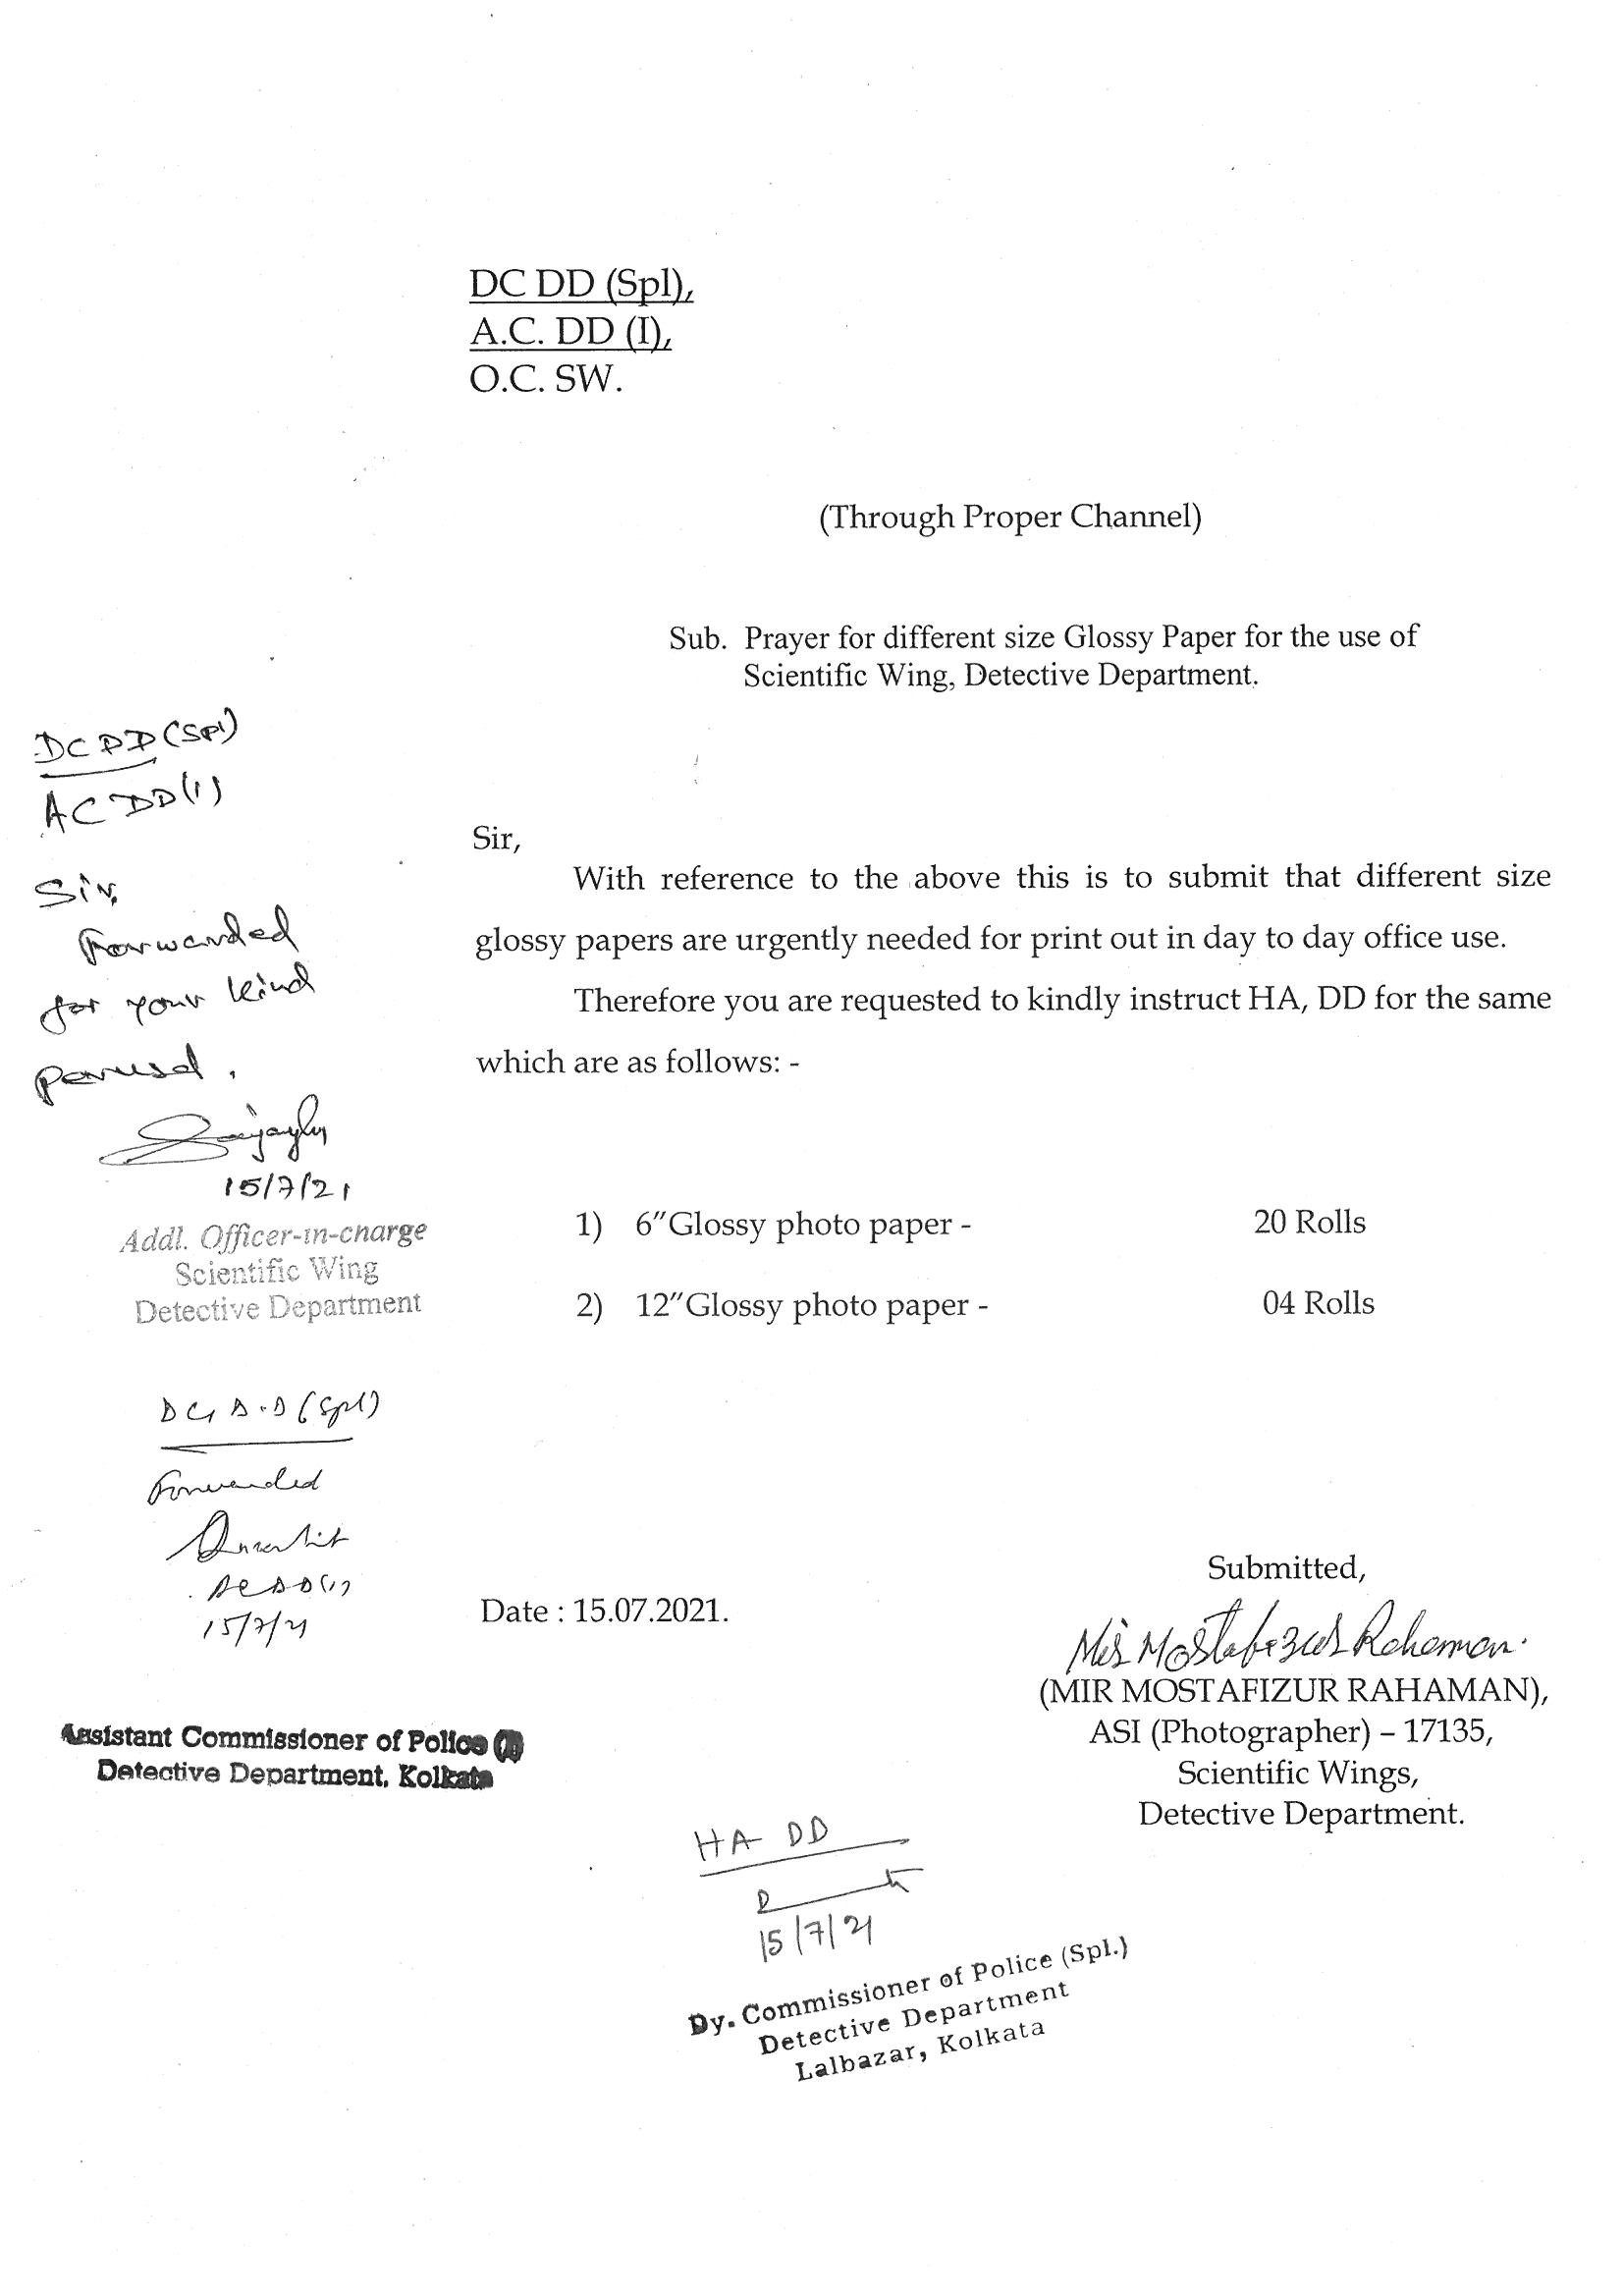 DC DD (Spl),
A.C. DD (I),
O.C. SW.
(Through Proper Channel)
Sub. Prayer for different size Glossy Paper for the use of
Scientific Wing, Detective Department.
DC DD (Spl)
AC DD(1)
Sir,
Forwarded
for your kind
perusal.
15/7/21
Addl. Officer-in-charge
Scientific Wing
Detective Department
Sir,
With reference to the above this is to submit that different size
glossy papers are urgently needed for print out in day to day office use.
Therefore you are requested to kindly instruct HA, DD for the same
which are as follows: -
1) 6"Glossy photo paper - 20 Rolls
2) 12"Glossy photo paper - 04 Rolls
DC, D.D (Spl)
Forwarded
ACDD(1)
15/7/21
Assistant Commissioner of Police (I)
Detective Department, Kolkata
Date : 15.07.2021.
Submitted,
Mir Mostafizur Rahaman.
(MIR MOSTAFIZUR RAHAMAN),
ASI (Photographer) – 17135,
Scientific Wings,
Detective Department.
HA DD
15/7/21
Dy. Commissioner of Police (Spl.)
Detective Department
Lalbazar, Kolkata